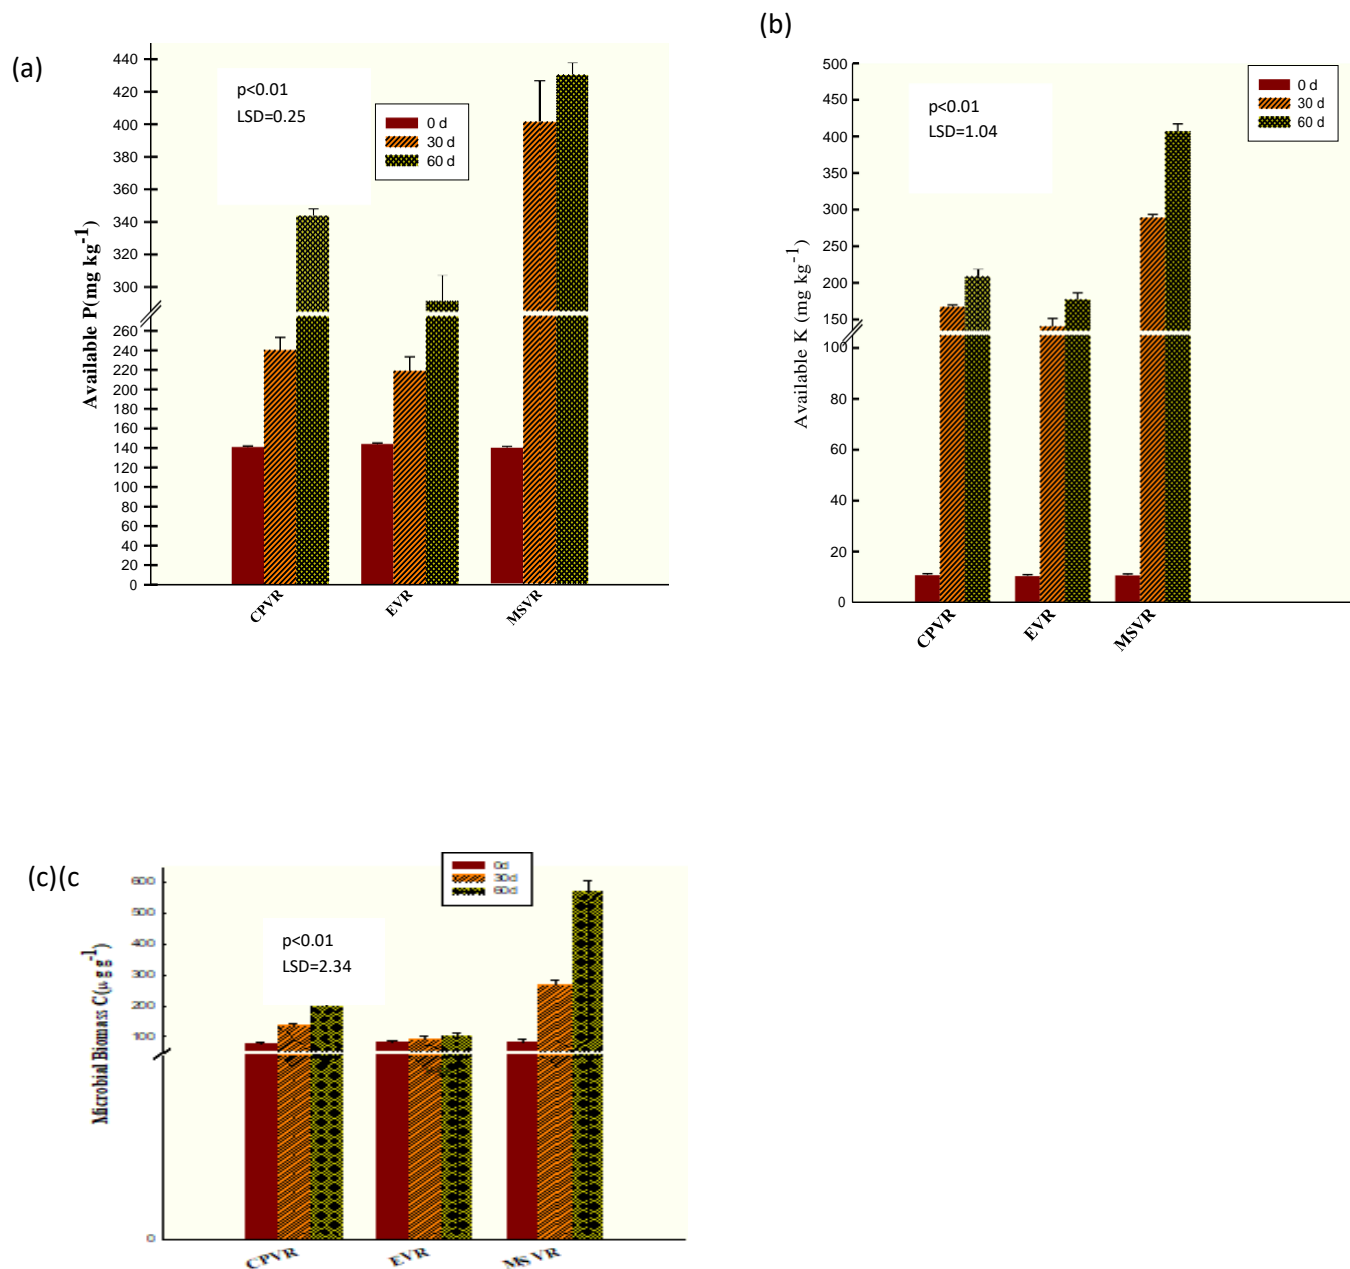 (a)
p<0.01
LSD=0.25
0 d
30 d
60 d
Available P(mg kg-1)
440
420
400
380
360
340
320
300
260
240
220
200
180
160
140
120
100
80
60
40
20
0
CPVR
EVR
MSVR
(b)
p<0.01
LSD=1.04
0 d
30 d
60 d
Available K (mg kg-1)
500
450
400
350
300
250
200
150
100
80
60
40
20
0
CPVR
EVR
MSVR
(c)(c
p<0.01
LSD=2.34
0d
30d
60d
Microbial Biomass C(μg g-1)
600
500
400
300
200
100
0
CPVR
EVR
MSVR